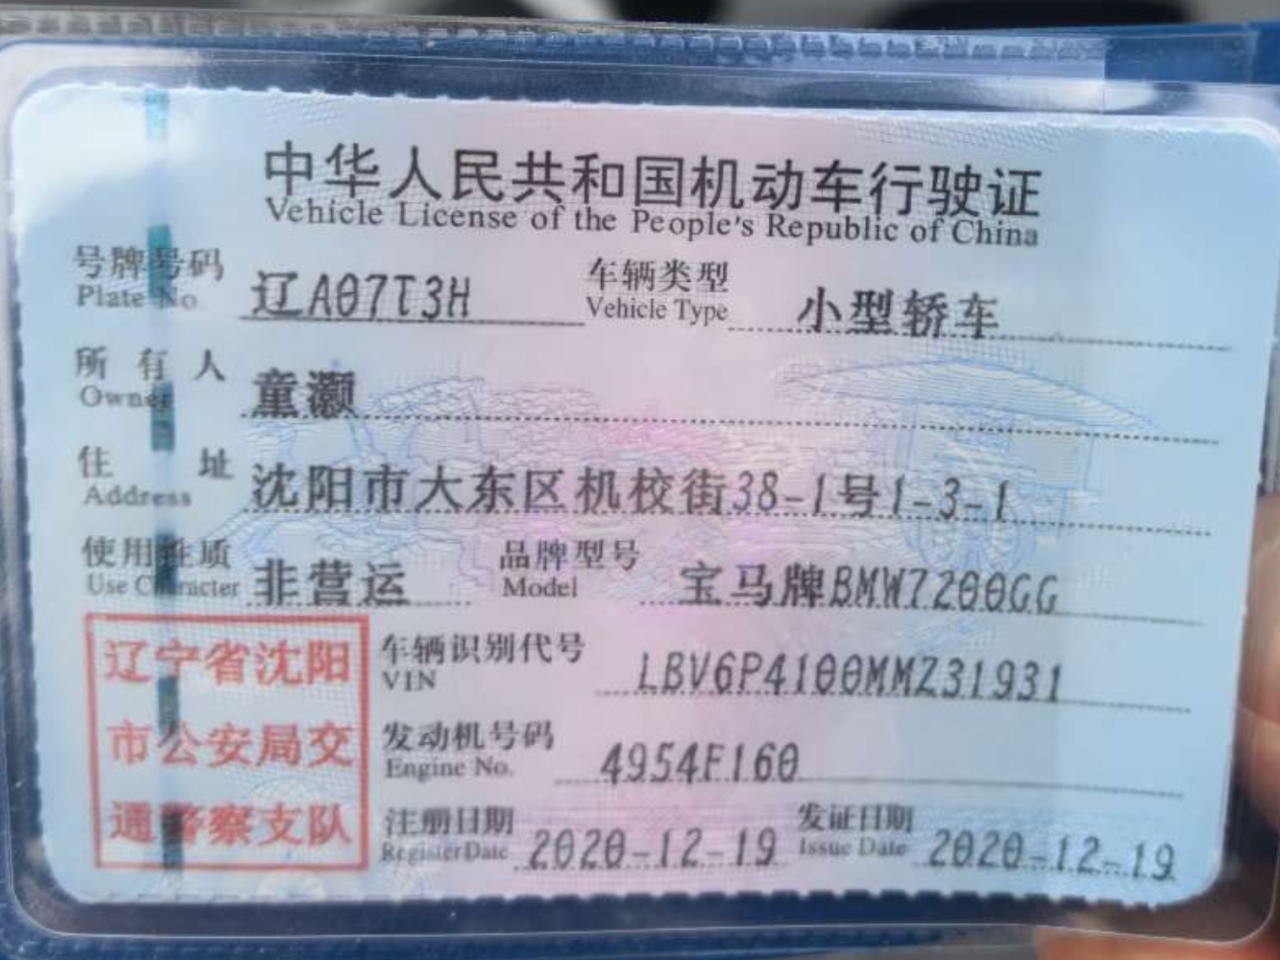 中华人民共和国机动车行驶证
Vehicle License of the People's Republic of China
号牌号码 辽A07T3H 车辆类型 小型轿车
Plate No Vehicle Type
所有人 童灏
Owner
住址 沈阳市大东区机校街38-1号1-3-1
Address
使用性质 非营运 品牌型号 宝马牌BMW7200GG
Use Character Model
辽宁省沈阳
市公安局交
通警察支队
车辆识别代号 LBV6P4100MMZ31931
VIN
发动机号码 4954F160
Engine No.
注册日期 2020-12-19 发证日期 2020-12-19
Register Date Issue Date